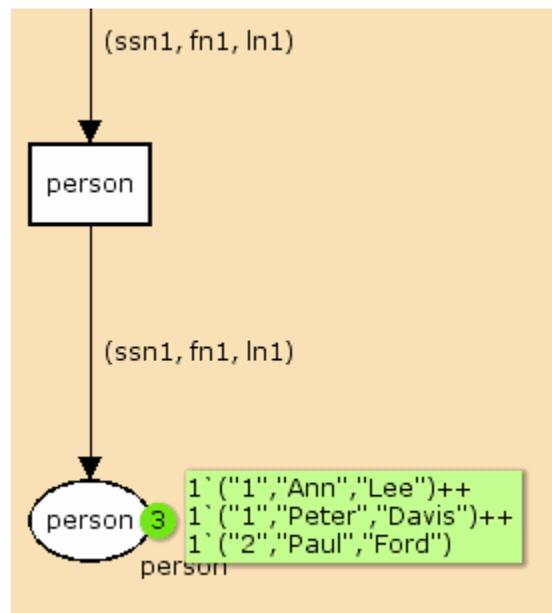 (ssn1, fn1, ln1)
person
(ssn1, fn1, ln1)
person
3
1`("1","Ann","Lee")++
1`("1","Peter","Davis")++
1`("2","Paul","Ford")
person